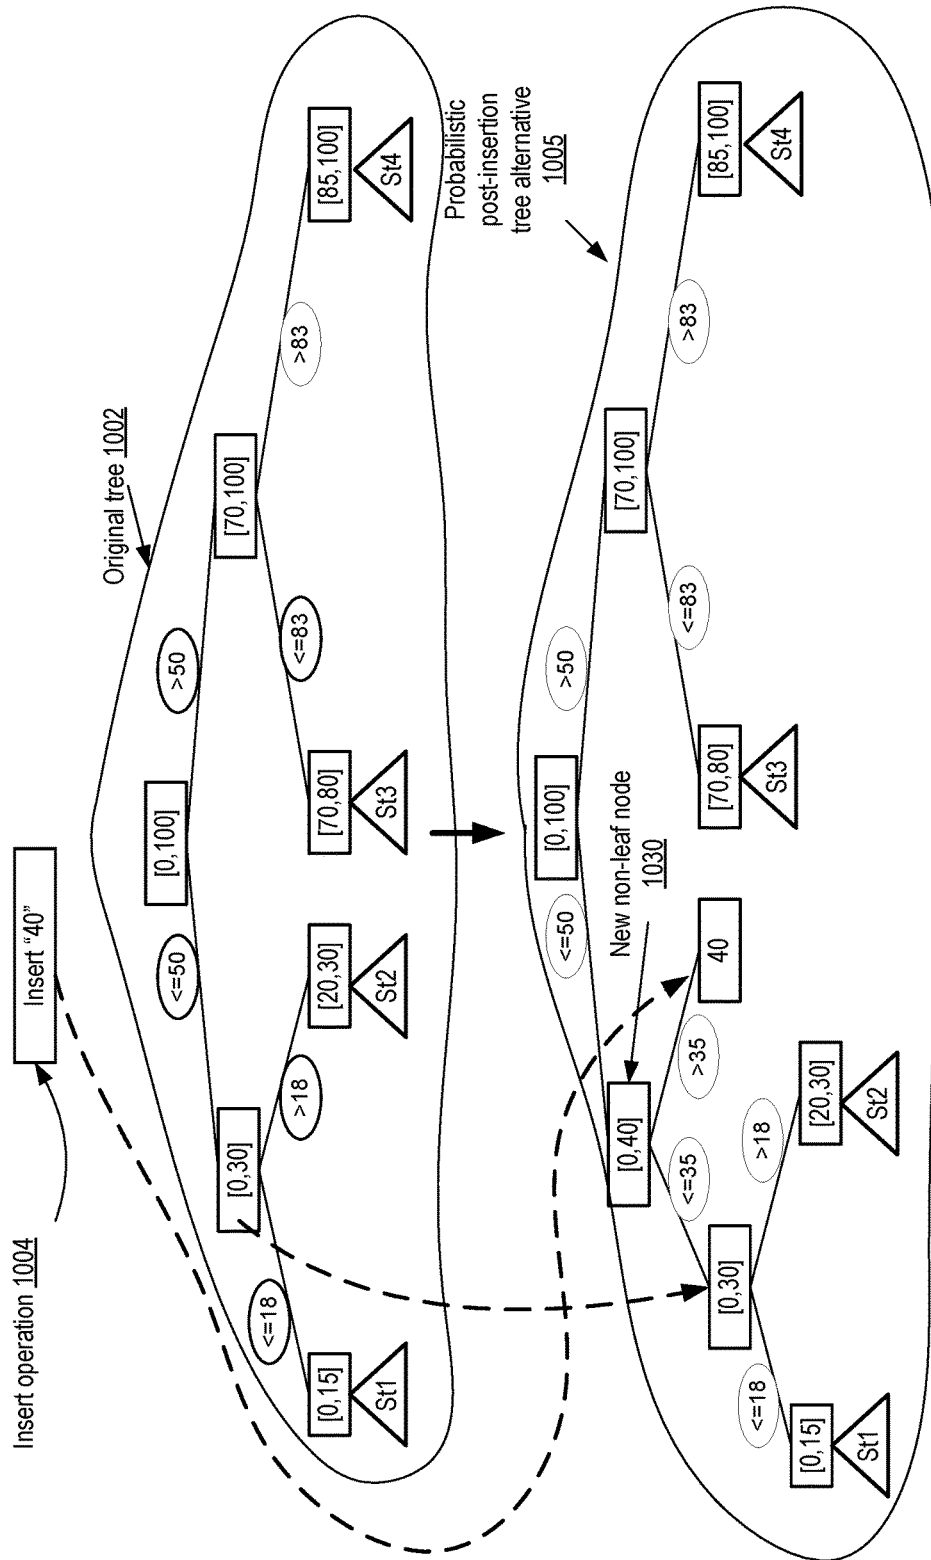 Insert operation 1004
Insert "40"
Original tree 1002
[0,100]
<=50
>50
[0,30]
[70,100]
<=18
>18
<=83
>83
[0,15]
[20,30]
[70,80]
[85,100]
St1
St2
St3
St4
Probabilistic
post-insertion
tree alternative
1005
[0,100]
<=50
>50
New non-leaf node
1030
[0,40]
[70,100]
<=35
>35
<=83
>83
[0,30]
40
[70,80]
[85,100]
St3
St4
<=18
>18
[0,15]
[20,30]
St1
St2